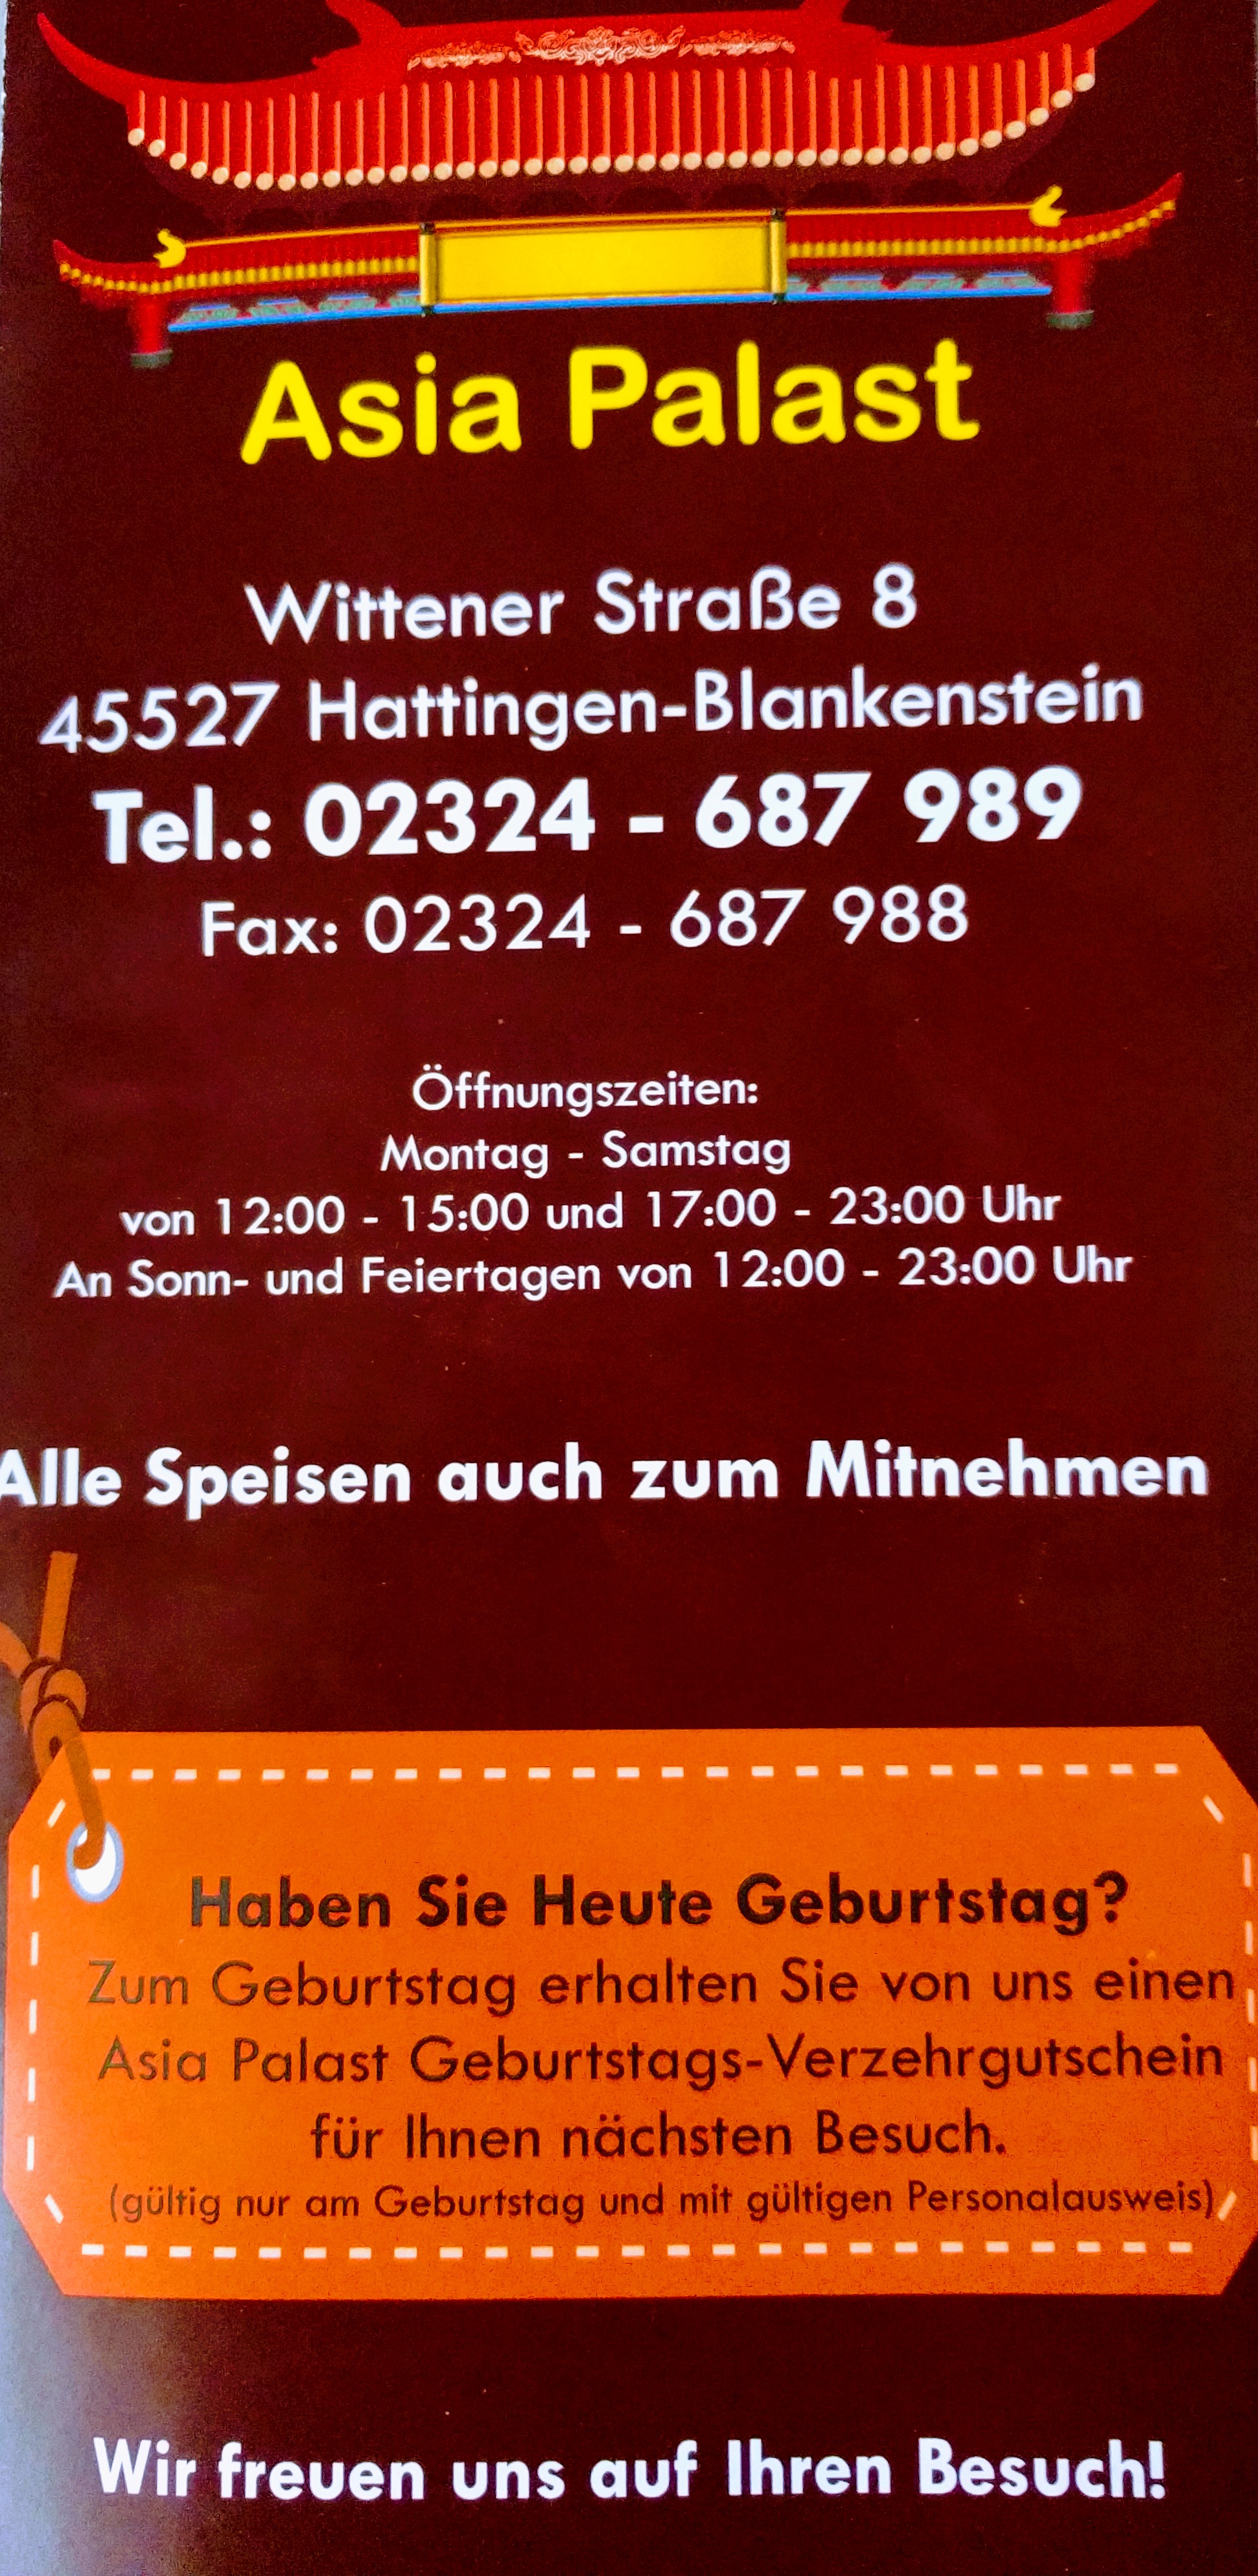 Asia Palast
Wittener Straße 8
45527 Hattingen-Blankenstein
Tel.: 02324 - 687 989
Fax: 02324 - 687 988
Öffnungszeiten:
Montag - Samstag
von 12:00 - 15:00 und 17:00 - 23:00 Uhr
An Sonn- und Feiertagen von 12:00 - 23:00 Uhr
Alle Speisen auch zum Mitnehmen
Haben Sie Heute Geburtstag?
Zum Geburtstag erhalten Sie von uns einen
Asia Palast Geburtstags-Verzehrgutschein
für Ihnen nächsten Besuch.
(gültig nur am Geburtstag und mit gültigen Personalausweis)
Wir freuen uns auf Ihren Besuch!